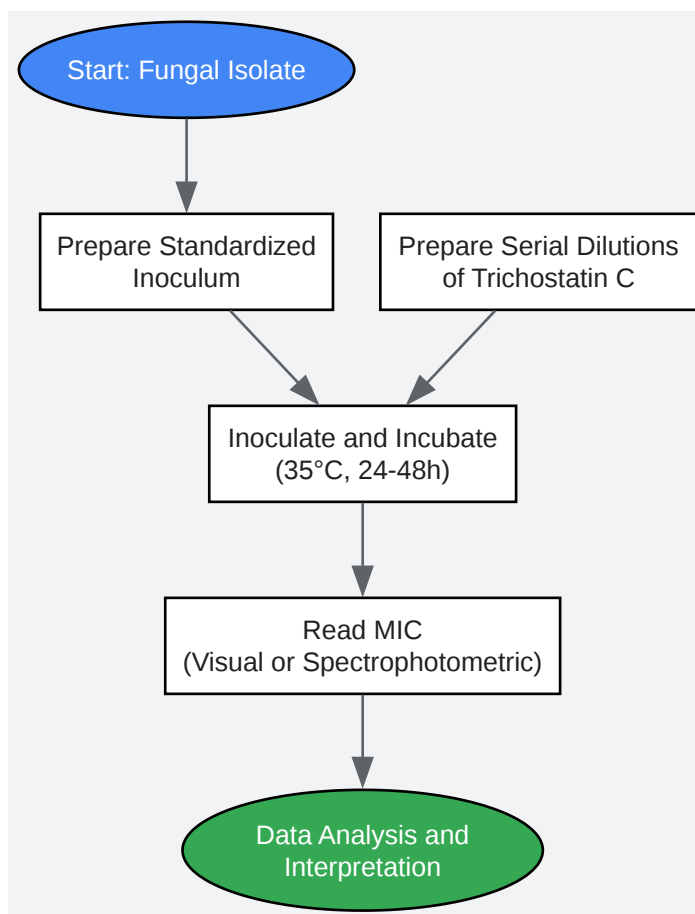 Start: Fungal Isolate
Prepare Standardized
Inoculum
Prepare Serial Dilutions
of Trichostatin C
Inoculate and Incubate
(35°C, 24-48h)
Read MIC
(Visual or Spectrophotometric)
Data Analysis and
Interpretation